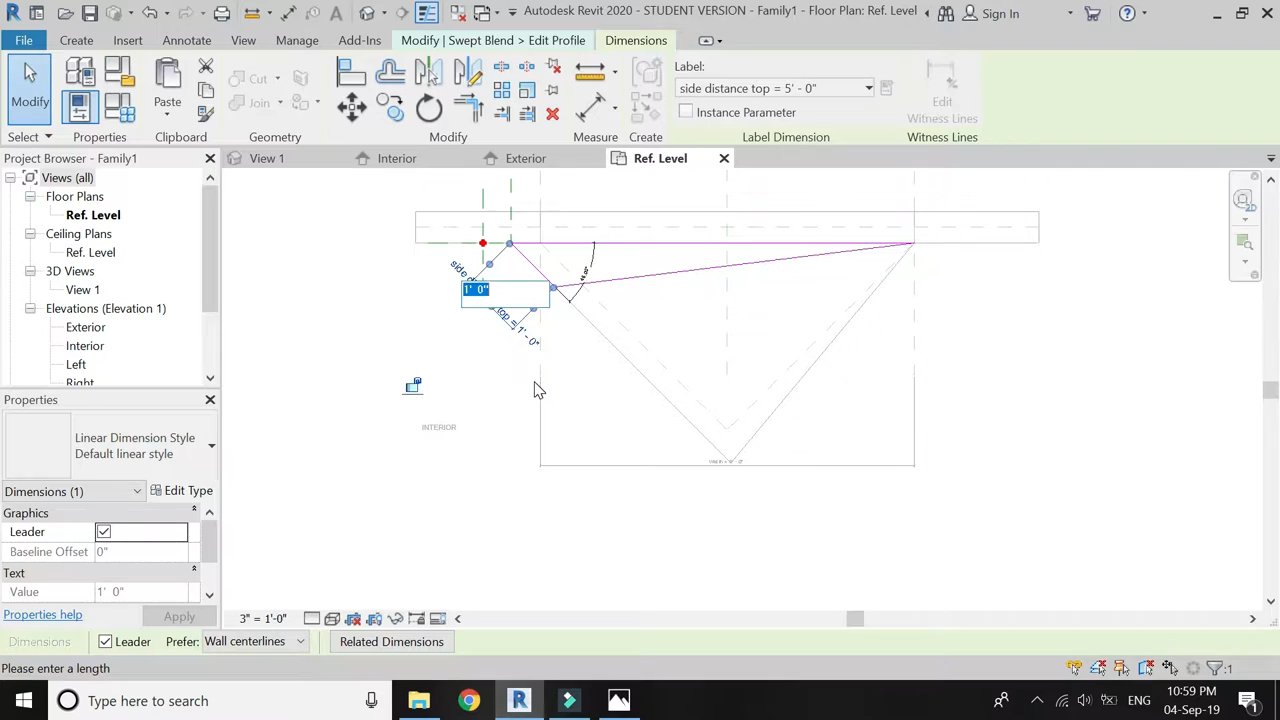 Autodesk Revit 2020 - STUDENT VERSION - Family1 - Floor Plan: Ref. Level
Sign In
File
Create
Insert
Annotate
View
Manage
Add-Ins
Modify | Swept Blend > Edit Profile
Dimensions
Modify
Paste
Cut
Join
Label:
side distance top = 5' - 0"
Instance Parameter
Edit
Witness Lines
Select
Properties
Clipboard
Geometry
Modify
Measure
Create
Label Dimension
Witness Lines
Project Browser - Family1
View 1
Interior
Exterior
Ref. Level
Views (all)
Floor Plans
Ref. Level
Ceiling Plans
Ref. Level
3D Views
View 1
Elevations (Elevation 1)
Exterior
Interior
Left
Right
1' 0"
top = 1' - 0"
INTERIOR
Properties
Linear Dimension Style
Default linear style
Dimensions (1)
Edit Type
Graphics
Leader
Baseline Offset
0"
Text
Value
1' 0"
Properties help
Apply
3" = 1'-0"
Dimensions
Leader
Prefer:
Wall centerlines
Related Dimensions
Please enter a length
:1
Type here to search
ENG
10:59 PM
04-Sep-19